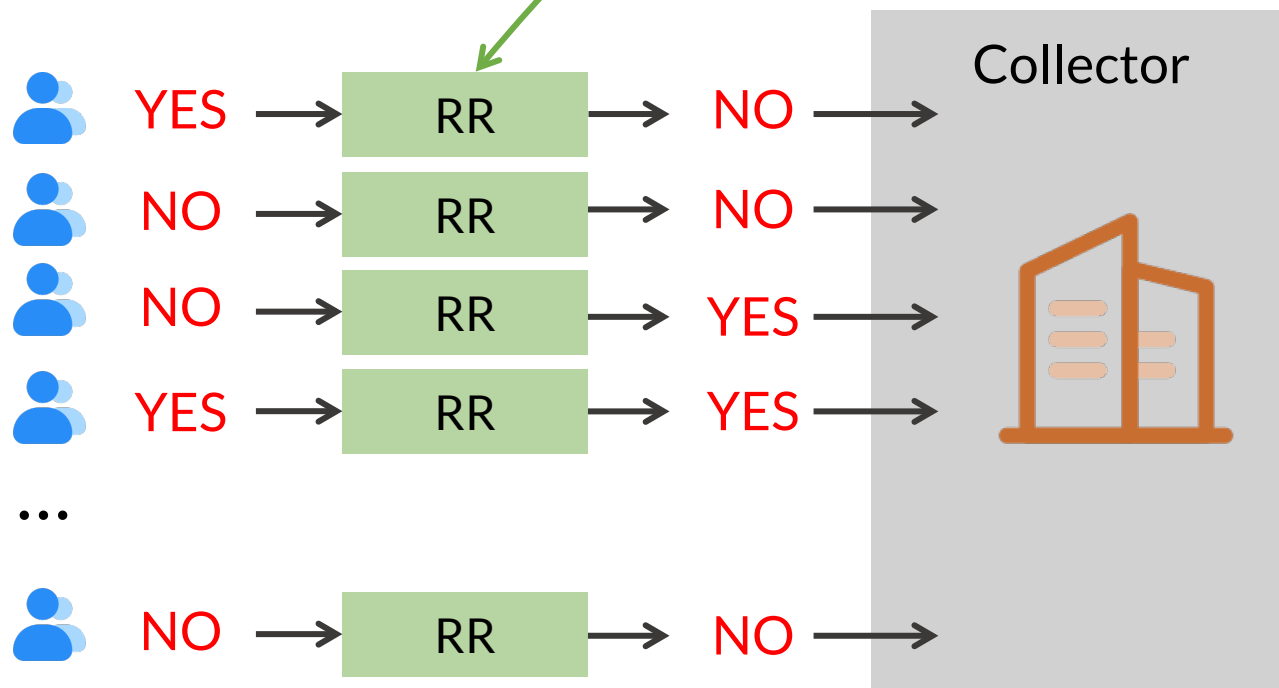 Collector
YES RR NO
NO RR NO
NO RR YES
YES RR YES
...
NO RR NO